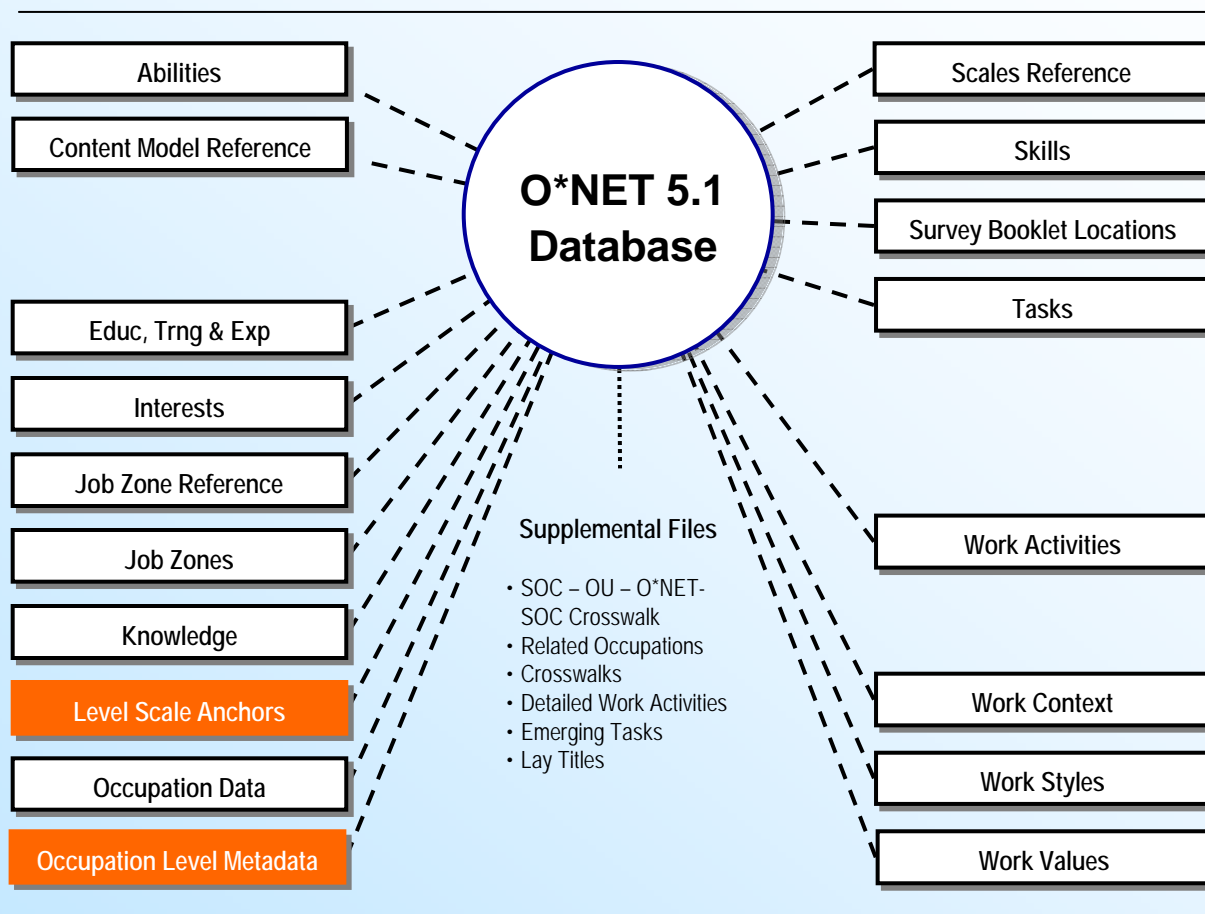 Abilities
Content Model Reference
Educ, Trng & Exp
Interests
Job Zone Reference
Job Zones
Knowledge
Level Scale Anchors
Occupation Data
Occupation Level Metadata
O*NET 5.1
Database
Supplemental Files
• SOC – OU – O*NET-
SOC Crosswalk
• Related Occupations
• Crosswalks
• Detailed Work Activities
• Emerging Tasks
• Lay Titles
Scales Reference
Skills
Survey Booklet Locations
Tasks
Work Activities
Work Context
Work Styles
Work Values